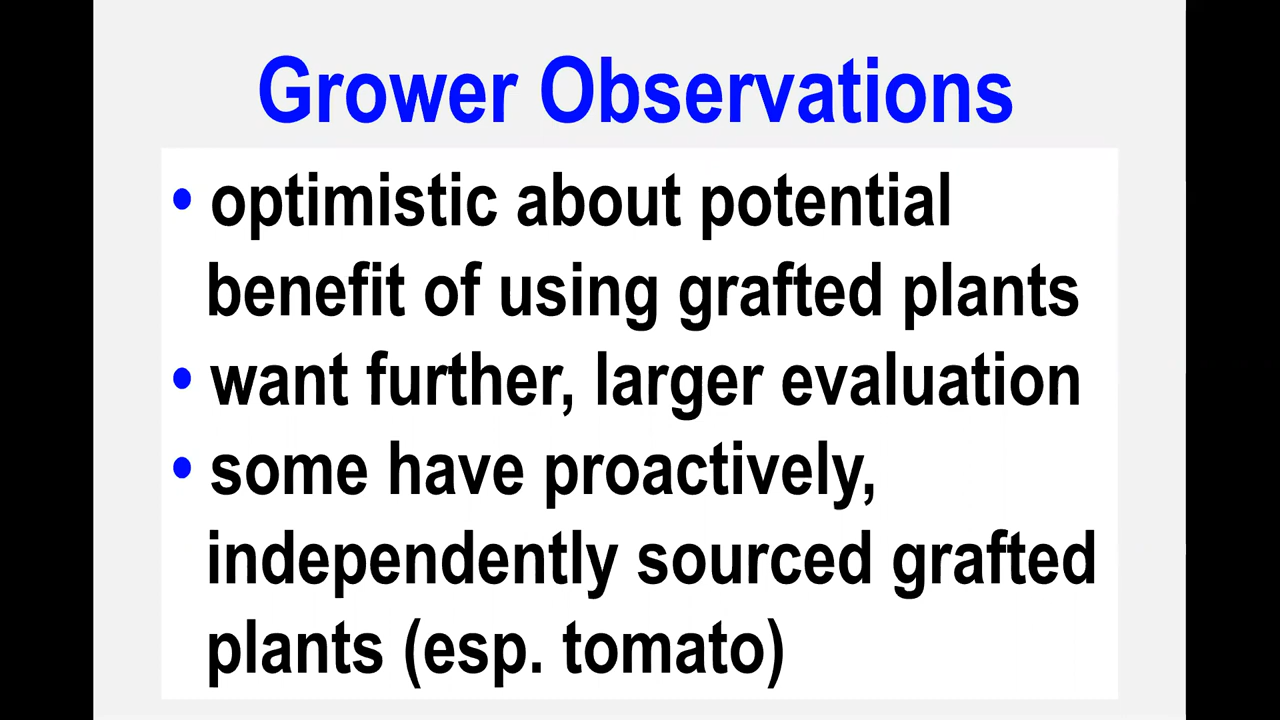 Grower Observations
• optimistic about potential
benefit of using grafted plants
• want further, larger evaluation
• some have proactively,
independently sourced grafted
plants (esp. tomato)